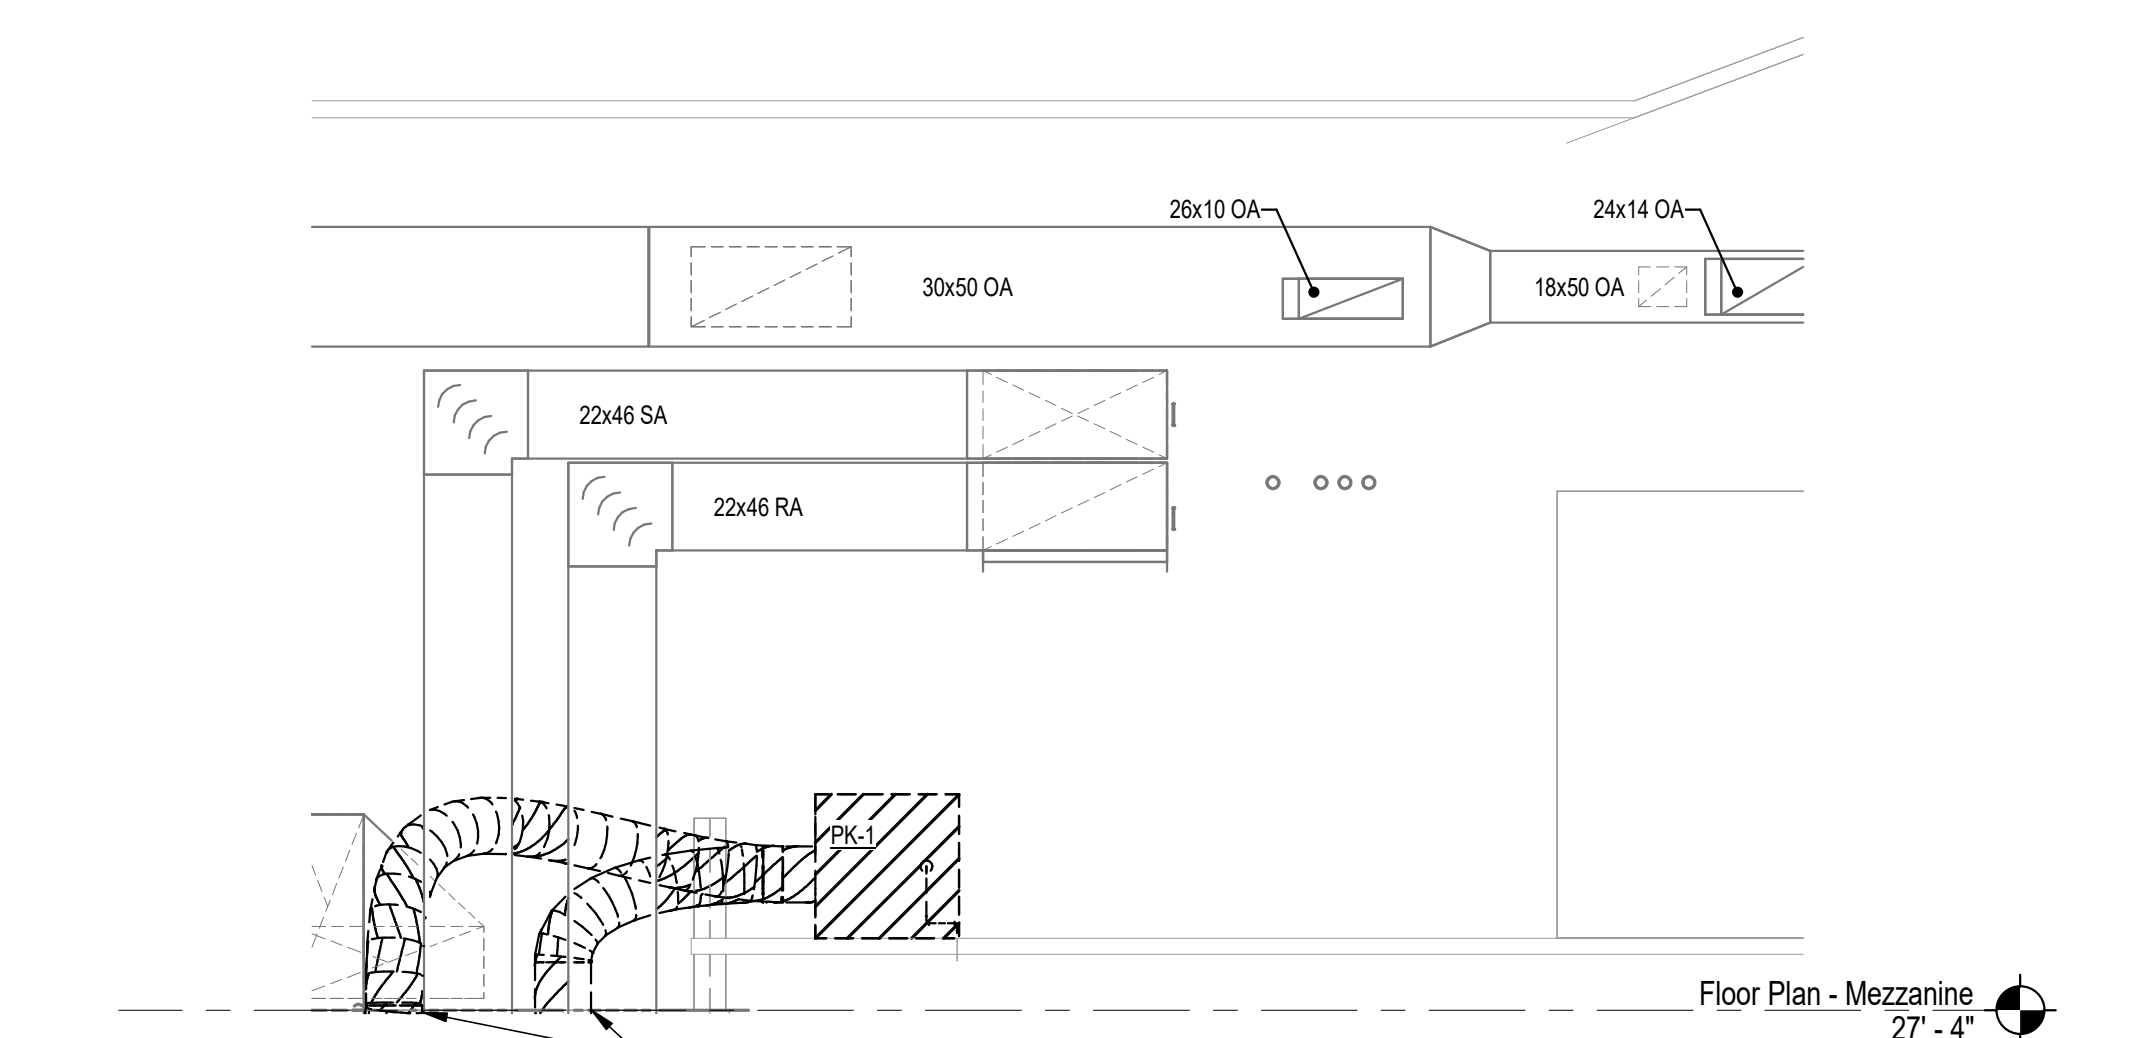 26x10 OA
24x14 OA
30x50 OA
18x50 OA
22x46 SA
22x46 RA
PK-1
Floor Plan - Mezzanine
27' - 4"